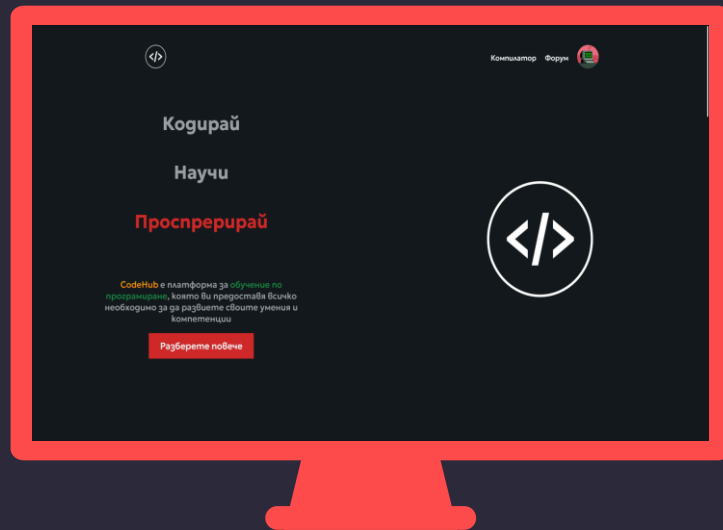 </>
Компилатор Форум
Кодирай
Научи
Проспрерирай
</>
CodeHub е платформа за обучение по
програмиране, която ви предоставя всичко
необходимо за да развиете своите умения и
компетенции
Разберете повече